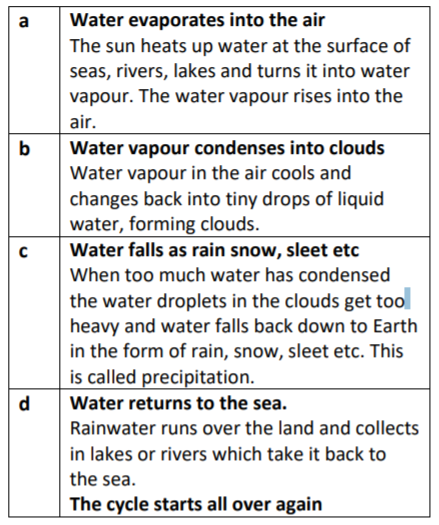 a Water evaporates into the air
The sun heats up water at the surface of
seas, rivers, lakes and turns it into water
vapour. The water vapour rises into the
air.
b Water vapour condenses into clouds
Water vapour in the air cools and
changes back into tiny drops of liquid
water, forming clouds.
c Water falls as rain snow, sleet etc
When too much water has condensed
the water droplets in the clouds get too
heavy and water falls back down to Earth
in the form of rain, snow, sleet etc. This
is called precipitation.
d Water returns to the sea.
Rainwater runs over the land and collects
in lakes or rivers which take it back to
the sea.
The cycle starts all over again